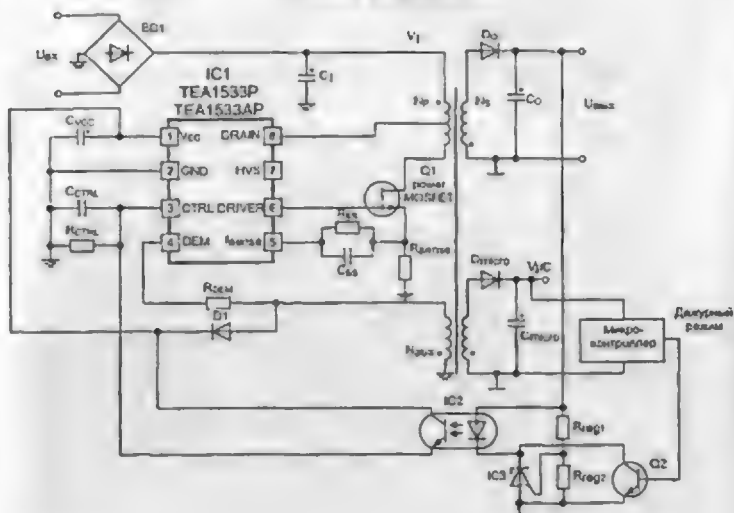 BD1
Uвх
V1
DO
IC1
TEA1533P
TEA1533AP
C1
NP
NS
CO
Uвых
CVCC
1 VCC
DRAIN 8
2 GND
HVS 7
Q1
power
MOSFET
CCTRL
3 CTRL
DRIVER 6
RSS
RCTRL
4 DEM
Isense 5
CSS
Rsense
Dmicro
VµC
RDEM
D1
Дежурный
режим
Микро-
контроллер
Cmicro
Naux
IC2
Rreg1
IC3
Rreg2
Q2